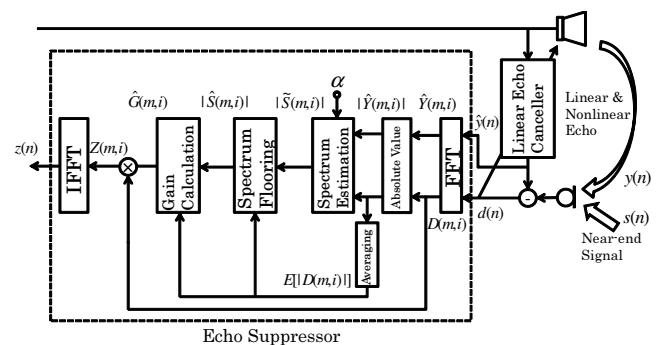 α
Ĝ(m,i)
|Ŝ(m,i)|
|S̃(m,i)|
|Ŷ(m,i)|
Ŷ(m,i)
ŷ(n)
Linear Echo
Canceller
Linear &
Nonlinear
Echo
z(n)
IFFT
Z(m,i)
Gain
Calculation
Spectrum
Flooring
Spectrum
Estimation
Absolute Value
FFT
D(m,i)
d(n)
-
y(n)
s(n)
Near-end
Signal
Averaging
E[|D(m,i)|]
Echo Suppressor